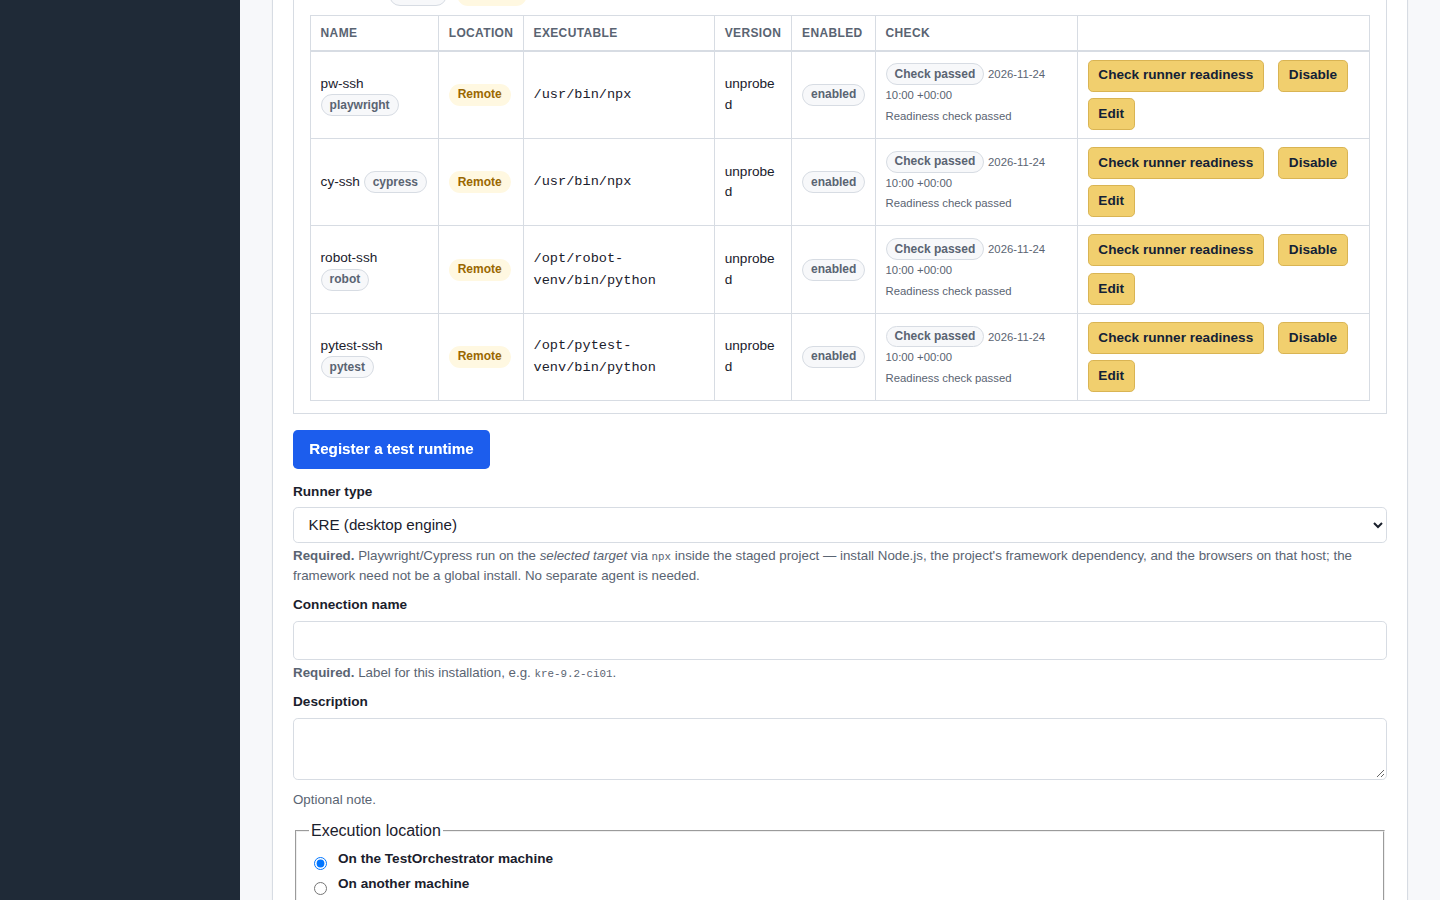 NAME LOCATION EXECUTABLE VERSION ENABLED CHECK
pw-ssh playwright Remote /usr/bin/npx unprobed enabled Check passed 2026-11-24 10:00 +00:00 Readiness check passed Check runner readiness Disable Edit
cy-ssh cypress Remote /usr/bin/npx unprobed enabled Check passed 2026-11-24 10:00 +00:00 Readiness check passed Check runner readiness Disable Edit
robot-ssh robot Remote /opt/robot-venv/bin/python unprobed enabled Check passed 2026-11-24 10:00 +00:00 Readiness check passed Check runner readiness Disable Edit
pytest-ssh pytest Remote /opt/pytest-venv/bin/python unprobed enabled Check passed 2026-11-24 10:00 +00:00 Readiness check passed Check runner readiness Disable Edit
Register a test runtime
Runner type
KRE (desktop engine)
Required. Playwright/Cypress run on the selected target via npx inside the staged project — install Node.js, the project's framework dependency, and the browsers on that host; the
framework need not be a global install. No separate agent is needed.
Connection name
Required. Label for this installation, e.g. kre-9.2-ci01.
Description
Optional note.
Execution location
On the TestOrchestrator machine
On another machine